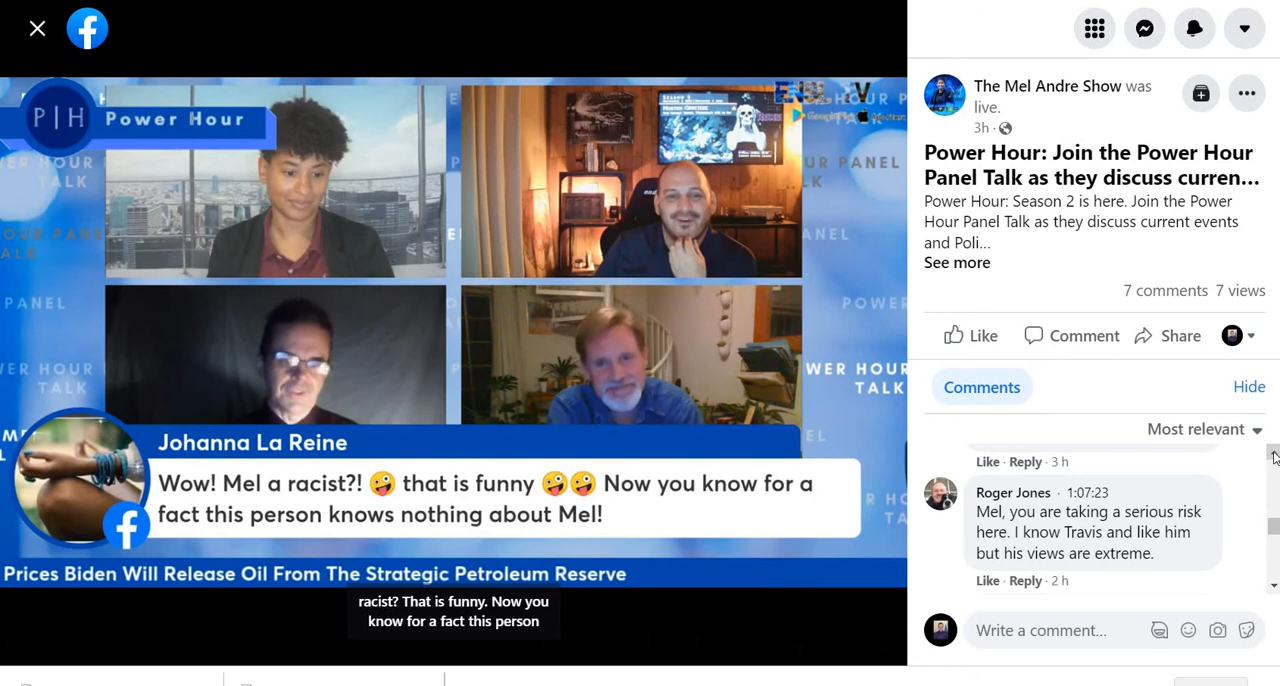 P|H Power Hour
Johanna La Reine
Wow! Mel a racist?! 🤪 that is funny 🤪🤪 Now you know for a
fact this person knows nothing about Mel!
Prices Biden Will Release Oil From The Strategic Petroleum Reserve
racist? That is funny. Now you
know for a fact this person
The Mel Andre Show was
live.
3h ·
Power Hour: Join the Power Hour
Panel Talk as they discuss curren...
Power Hour: Season 2 is here. Join the Power
Hour Panel Talk as they discuss current events
and Poli...
See more
7 comments 7 views
Like Comment Share
Comments Hide
Most relevant
Like · Reply · 3 h
Roger Jones · 1:07:23
Mel, you are taking a serious risk
here. I know Travis and like him
but his views are extreme.
Like · Reply · 2 h
Write a comment...